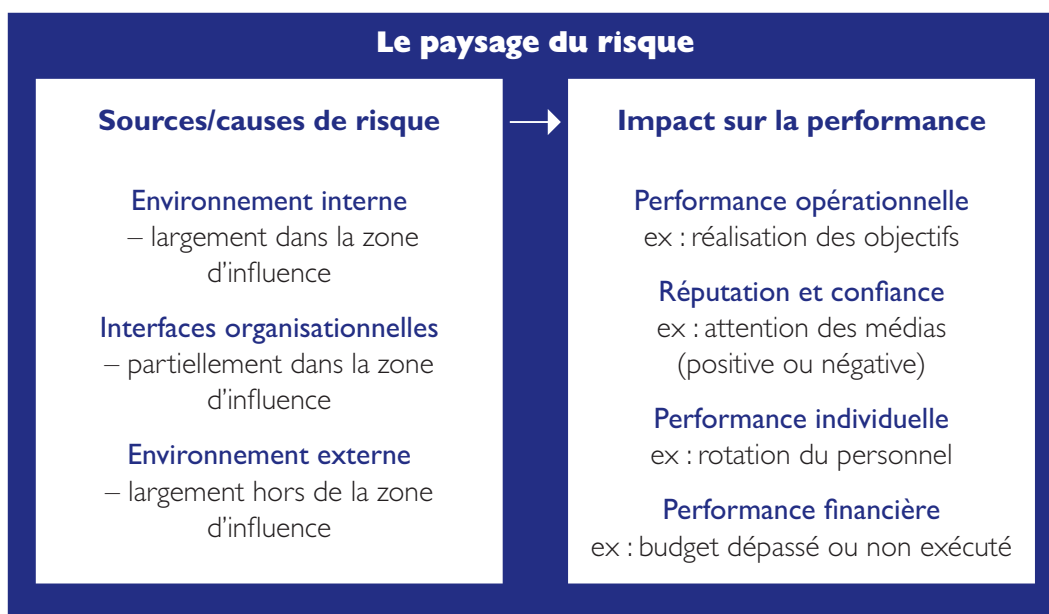 Le paysage du risque
Sources/causes de risque
Environnement interne
– largement dans la zone
d’influence
Interfaces organisationnelles
– partiellement dans la zone
d’influence
Environnement externe
– largement hors de la zone
d’influence
Impact sur la performance
Performance opérationnelle
ex : réalisation des objectifs
Réputation et confiance
ex : attention des médias
(positive ou négative)
Performance individuelle
ex : rotation du personnel
Performance financière
ex : budget dépassé ou non exécuté